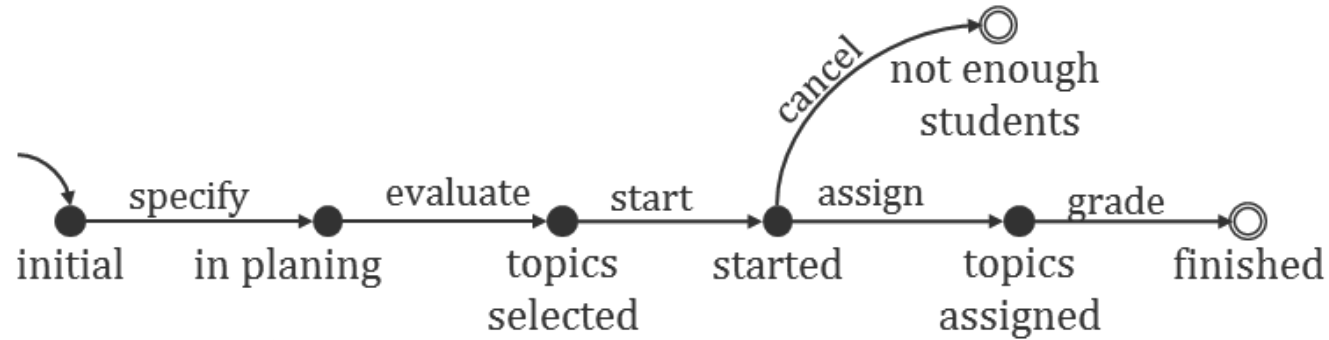 cancel
not enough
students
specify
evaluate
start
assign
grade
initial
in planing
topics
selected
started
topics
assigned
finished